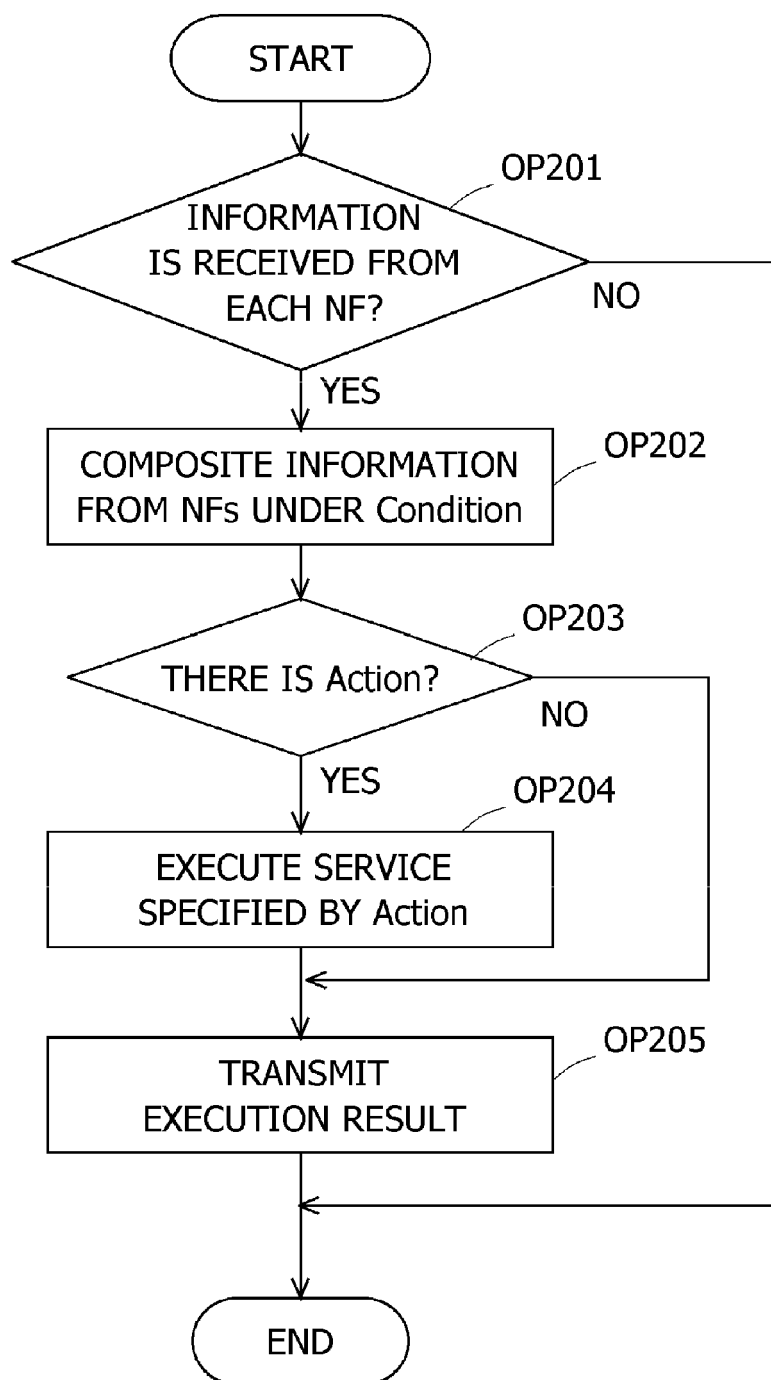 START
OP201
INFORMATION
IS RECEIVED FROM
EACH NF?
NO
YES
OP202
COMPOSITE INFORMATION
FROM NFs UNDER Condition
OP203
THERE IS Action?
NO
YES
OP204
EXECUTE SERVICE
SPECIFIED BY Action
OP205
TRANSMIT
EXECUTION RESULT
END